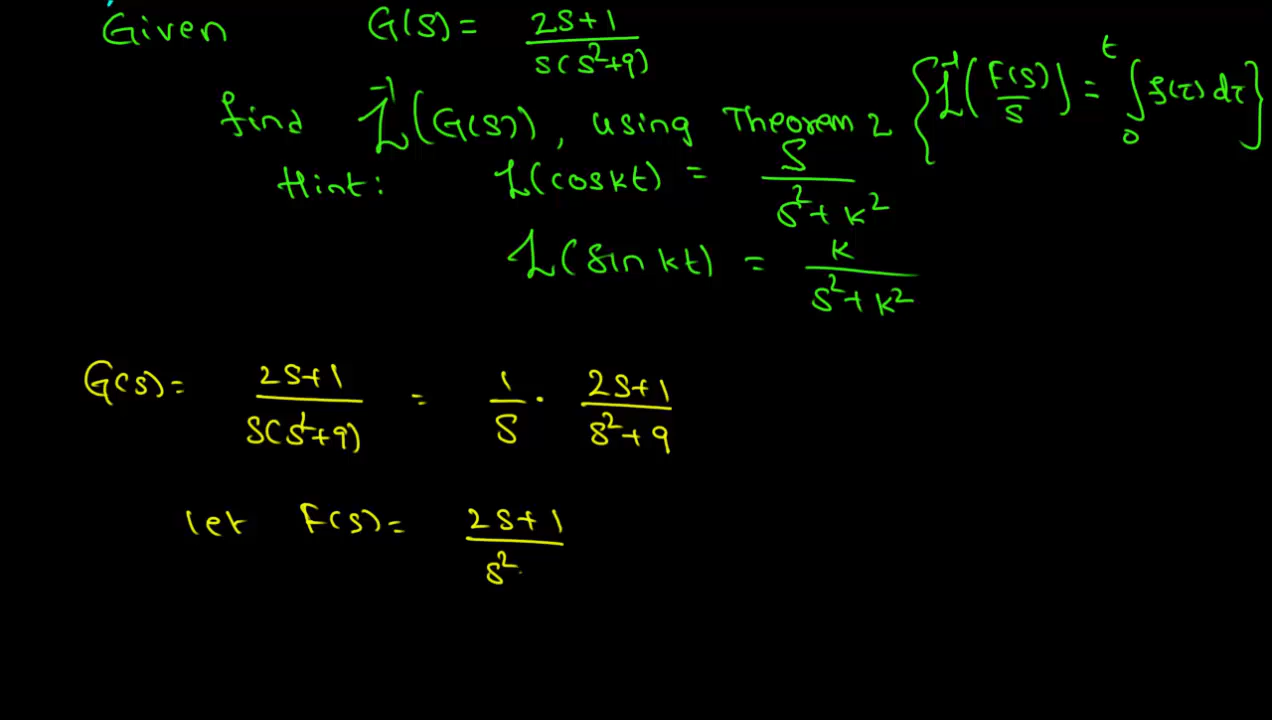 Given G(s) = 2s+1 / s(s²+9)
find L⁻¹(G(s)), using Theorem 2 { L⁻¹(F(s)/s) = ∫₀ᵗ f(τ) dτ }
Hint: L(cos kt) = s / s²+k²
L(sin kt) = k / s²+k²
G(s) = 2s+1 / s(s²+9) = 1/s · 2s+1 / s²+9
let F(s) = 2s+1 / s²